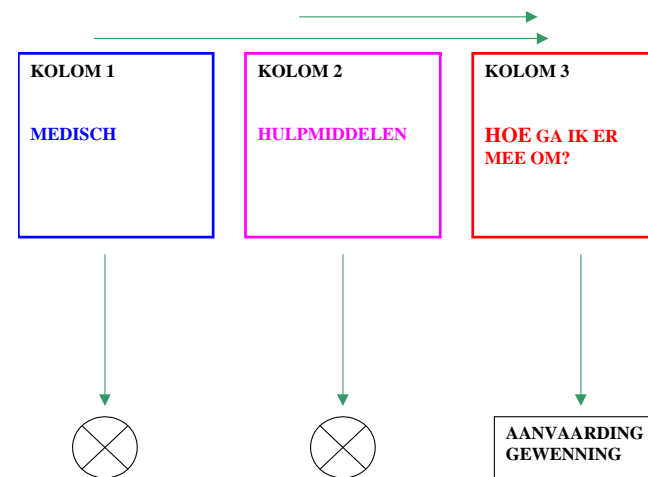 KOLOM 1
MEDISCH
KOLOM 2
HULPMIDDELEN
KOLOM 3
HOE GA IK ER
MEE OM?
AANVAARDING
GEWENNING